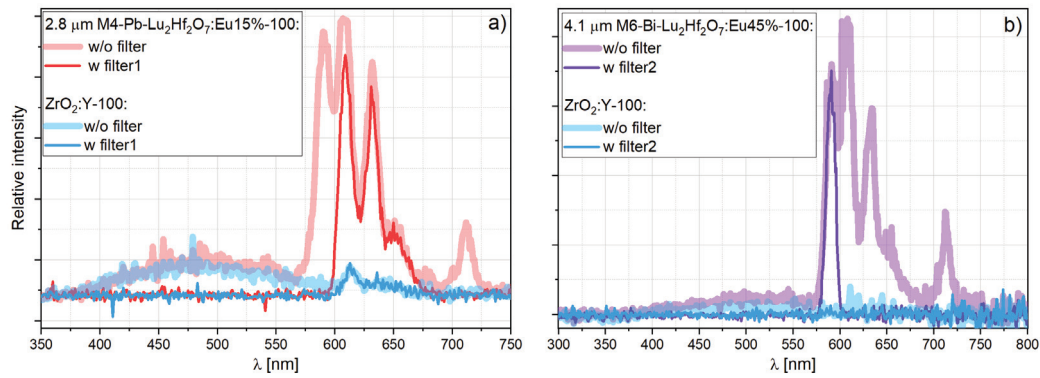 2.8 μm M4-Pb-Lu₂Hf₂O₇:Eu15%-100:
w/o filter
w filter1
ZrO₂:Y-100:
w/o filter
w filter1
a)
Relative intensity
350 400 450 500 550 600 650 700 750
λ [nm]
4.1 μm M6-Bi-Lu₂Hf₂O₇:Eu45%-100:
w/o filter
w filter2
ZrO₂:Y-100:
w/o filter
w filter2
b)
300 350 400 450 500 550 600 650 700 750 800
λ [nm]